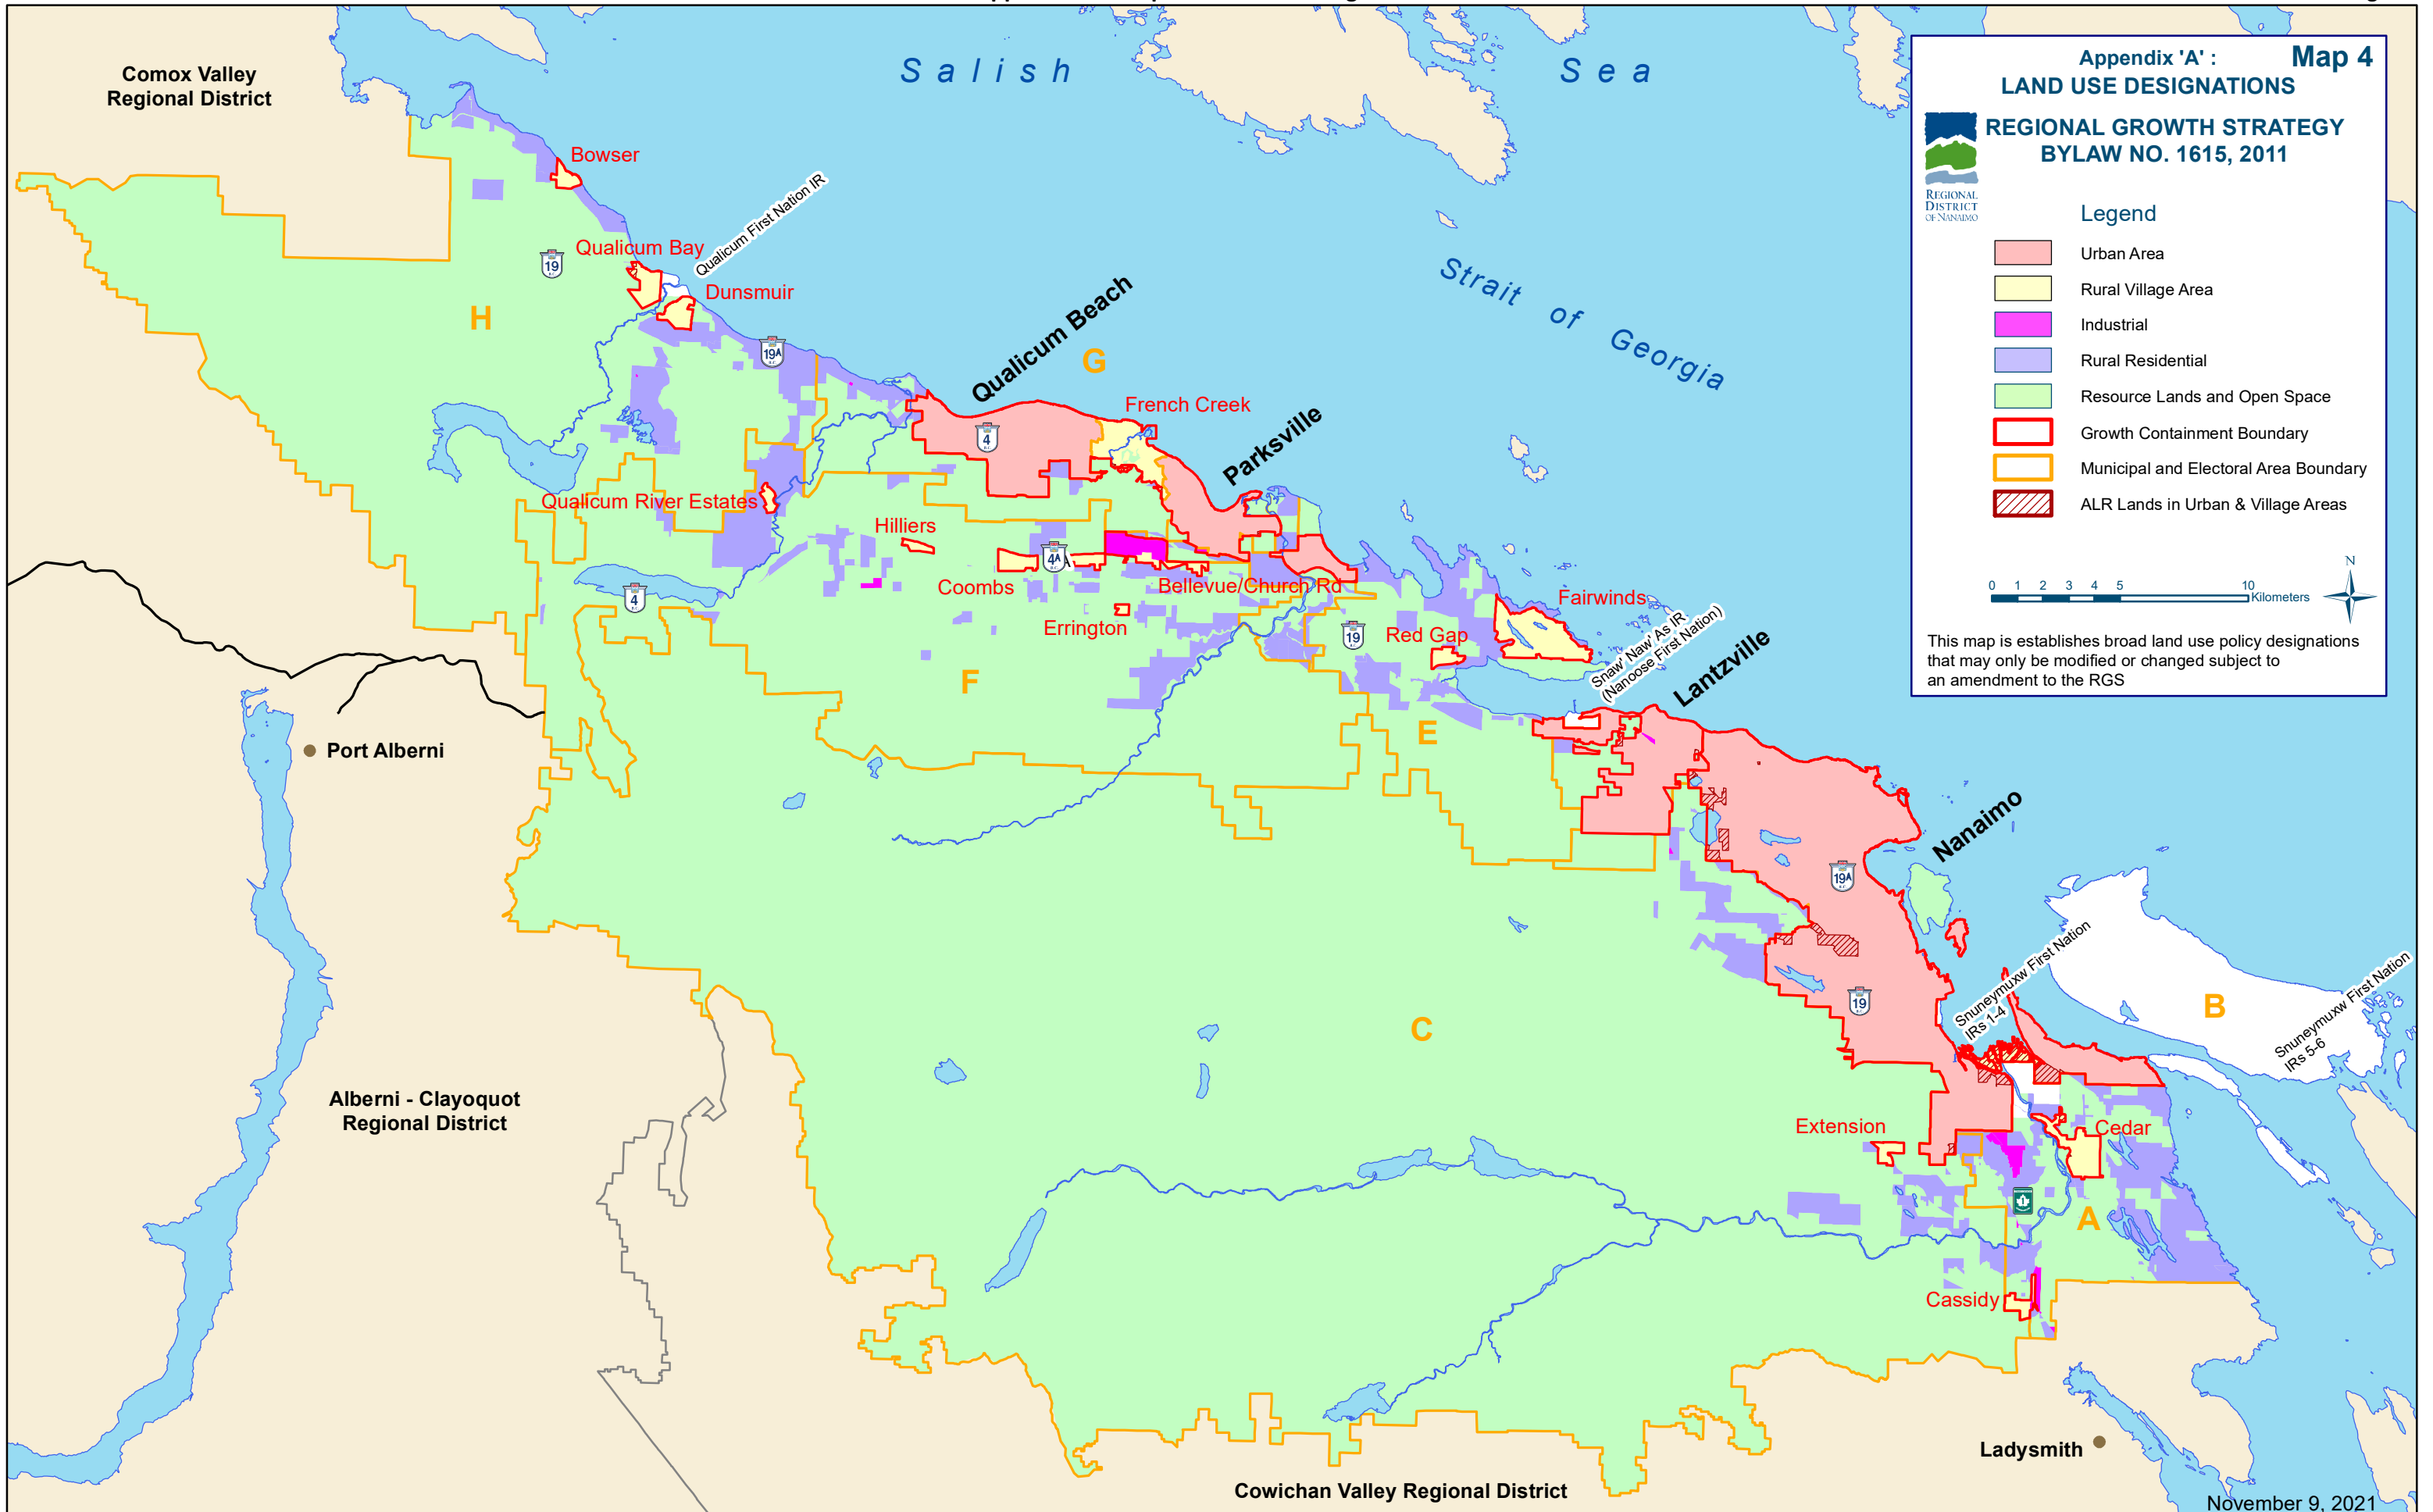 Comox Valley
Regional District
Salish Sea
Appendix 'A' : Map 4
LAND USE DESIGNATIONS
REGIONAL GROWTH STRATEGY
BYLAW NO. 1615, 2011
REGIONAL
DISTRICT
OF NANAIMO
Legend
Urban Area
Rural Village Area
Industrial
Rural Residential
Resource Lands and Open Space
Growth Containment Boundary
Municipal and Electoral Area Boundary
ALR Lands in Urban & Village Areas
N
0 1 2 3 4 5 10
Kilometers
This map is establishes broad land use policy designations
that may only be modified or changed subject to
an amendment to the RGS
Bowser
Qualicum First Nation IR
Qualicum Bay
19
Dunsmuir
H
Strait of Georgia
19A
Qualicum Beach
G
French Creek
4
Parksville
Qualicum River Estates
Hilliers
4A
Coombs
Bellevue/Church Rd
4
Errington
Fairwinds
19
Red Gap
Snaw' Naw' As IR
(Nanoose First Nation)
Lantzville
F
E
Port Alberni
Nanaimo
19A
Snuneymuxw First Nation
IRs 1-4
B
Snuneymuxw First Nation
IRs 5-6
19
C
Alberni - Clayoquot
Regional District
Extension
Cedar
1
A
Cassidy
Ladysmith
Cowichan Valley Regional District
November 9, 2021